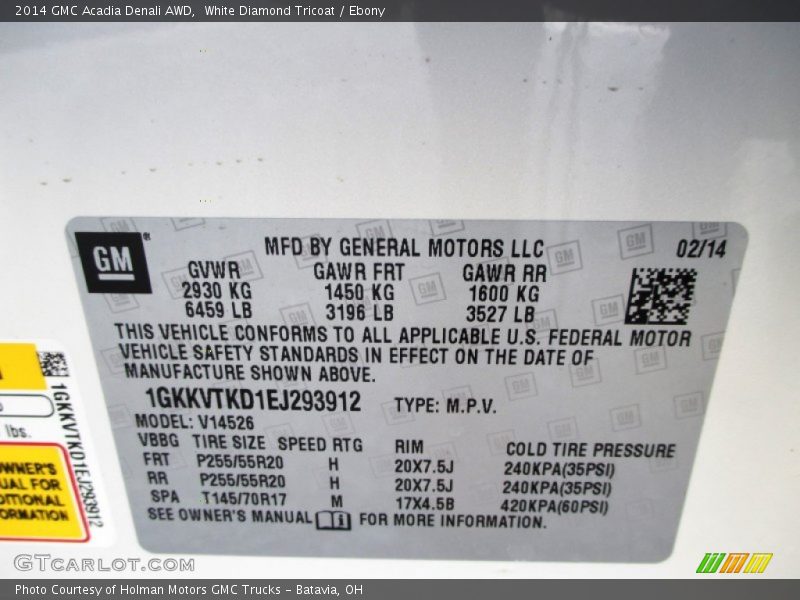 2014 GMC Acadia Denali AWD,  White Diamond Tricoat / Ebony
GM
MFD BY GENERAL MOTORS LLC
02/14
GVWR GAWR FRT GAWR RR
2930 KG 1450 KG 1600 KG
6459 LB 3196 LB 3527 LB
THIS VEHICLE CONFORMS TO ALL APPLICABLE U.S. FEDERAL MOTOR
VEHICLE SAFETY STANDARDS IN EFFECT ON THE DATE OF
MANUFACTURE SHOWN ABOVE.
1GKKVTKD1EJ293912 TYPE: M.P.V.
MODEL: V14526
VBBG TIRE SIZE SPEED RTG RIM COLD TIRE PRESSURE
FRT P255/55R20 H 20X7.5J 240KPA(35PSI)
RR P255/55R20 H 20X7.5J 240KPA(35PSI)
SPA T145/70R17 M 17X4.5B 420KPA(60PSI)
SEE OWNER'S MANUAL FOR MORE INFORMATION.
lbs.
1GKKVTKD1EJ293912
OWNER'S
UAL FOR
DITIONAL
ORMATION
GTCARLOT.COM
Photo Courtesy of Holman Motors GMC Trucks – Batavia, OH